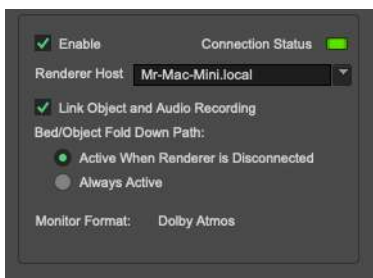 Enable
Connection Status
Renderer Host
Mr-Mac-Mini.local
Link Object and Audio Recording
Bed/Object Fold Down Path:
Active When Renderer is Disconnected
Always Active
Monitor Format:
Dolby Atmos